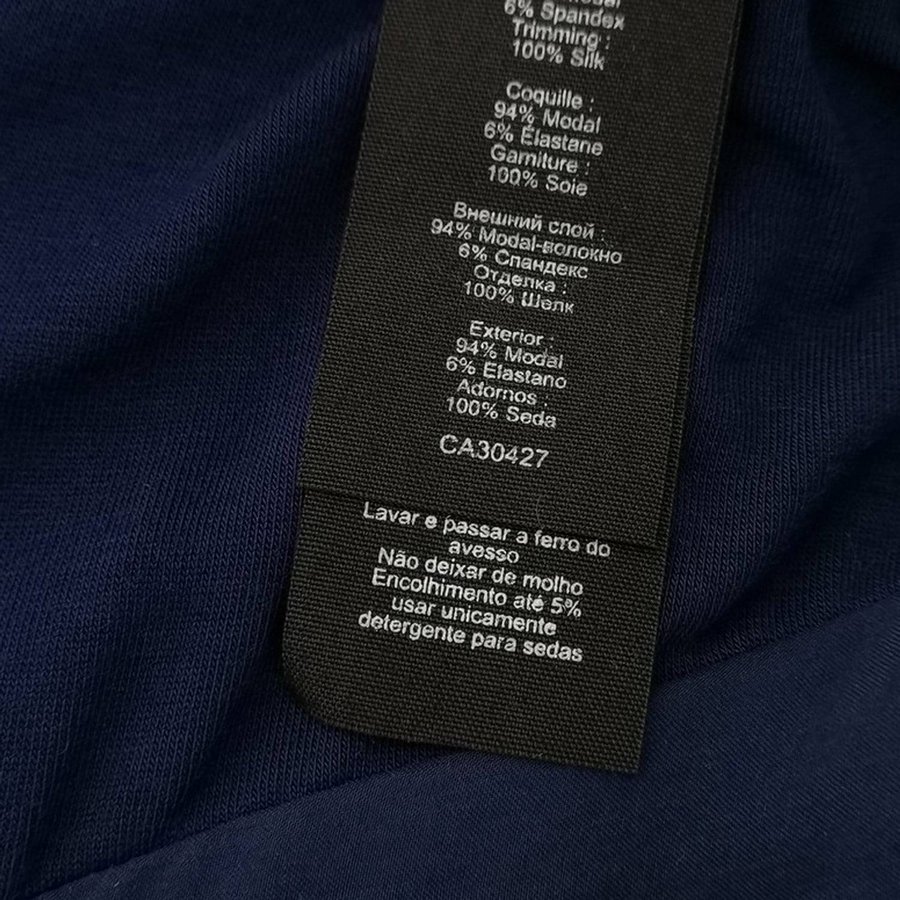 6% Spandex
Trimming :
100% Silk
Coquille :
94% Modal
6% Élastane
Garniture :
100% Soie
Внешний слой :
94% Modal-волокно
6% Спандекс
Отделка :
100% Шелк
Exterior :
94% Modal
6% Elastano
Adornos :
100% Seda
CA30427
Lavar e passar a ferro do
avesso
Não deixar de molho
Encolhimento até 5%
usar unicamente
detergente para sedas